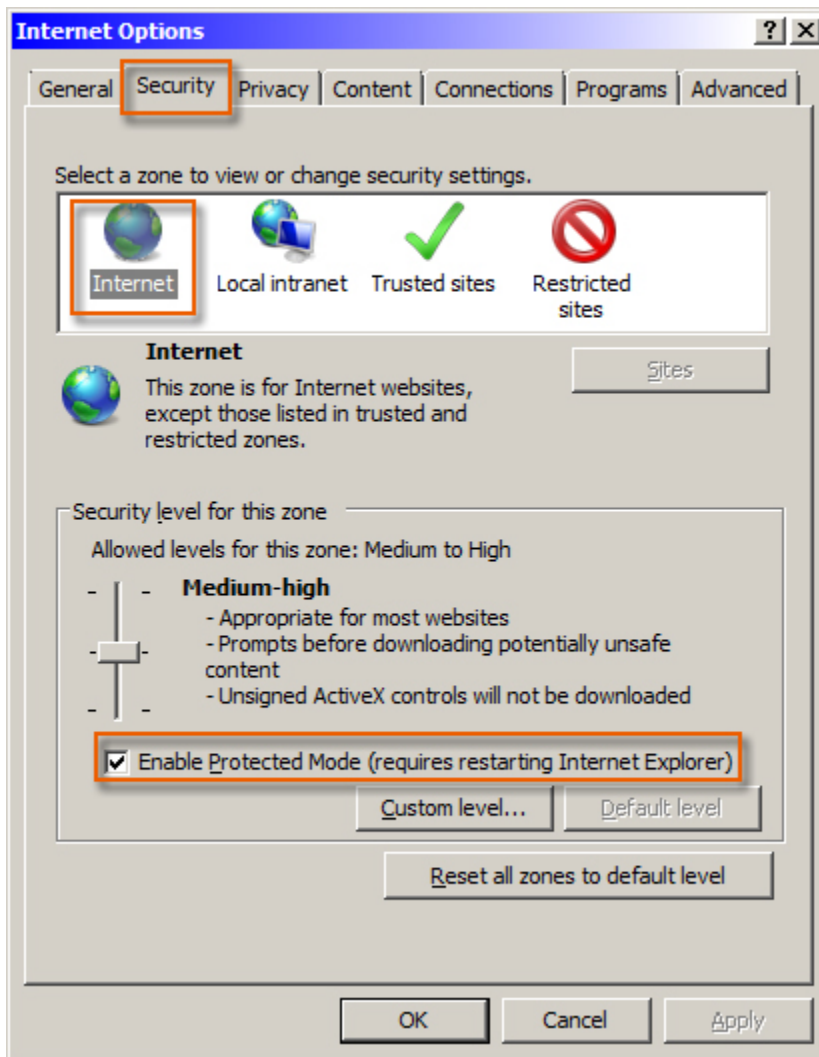 Internet Options
? X
General Security Privacy Content Connections Programs Advanced
Select a zone to view or change security settings.
Internet Local intranet Trusted sites Restricted
sites
Internet
Sites
This zone is for Internet websites,
except those listed in trusted and
restricted zones.
Security level for this zone
Allowed levels for this zone: Medium to High
Medium-high
- Appropriate for most websites
- Prompts before downloading potentially unsafe
content
- Unsigned ActiveX controls will not be downloaded
Enable Protected Mode (requires restarting Internet Explorer)
Custom level... Default level
Reset all zones to default level
OK Cancel Apply